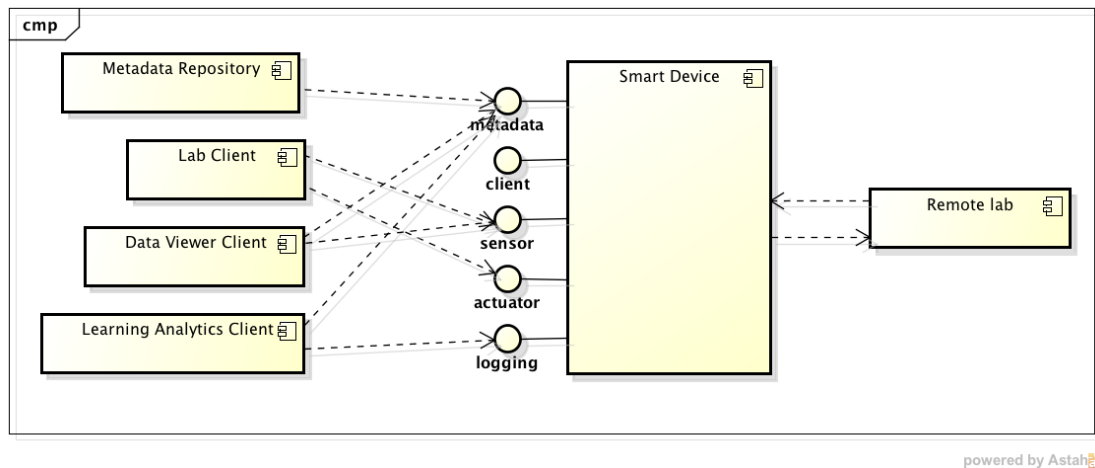 cmp
Metadata Repository
Smart Device
metadata
Lab Client
client
Remote lab
Data Viewer Client
sensor
actuator
Learning Analytics Client
logging
powered by Astah